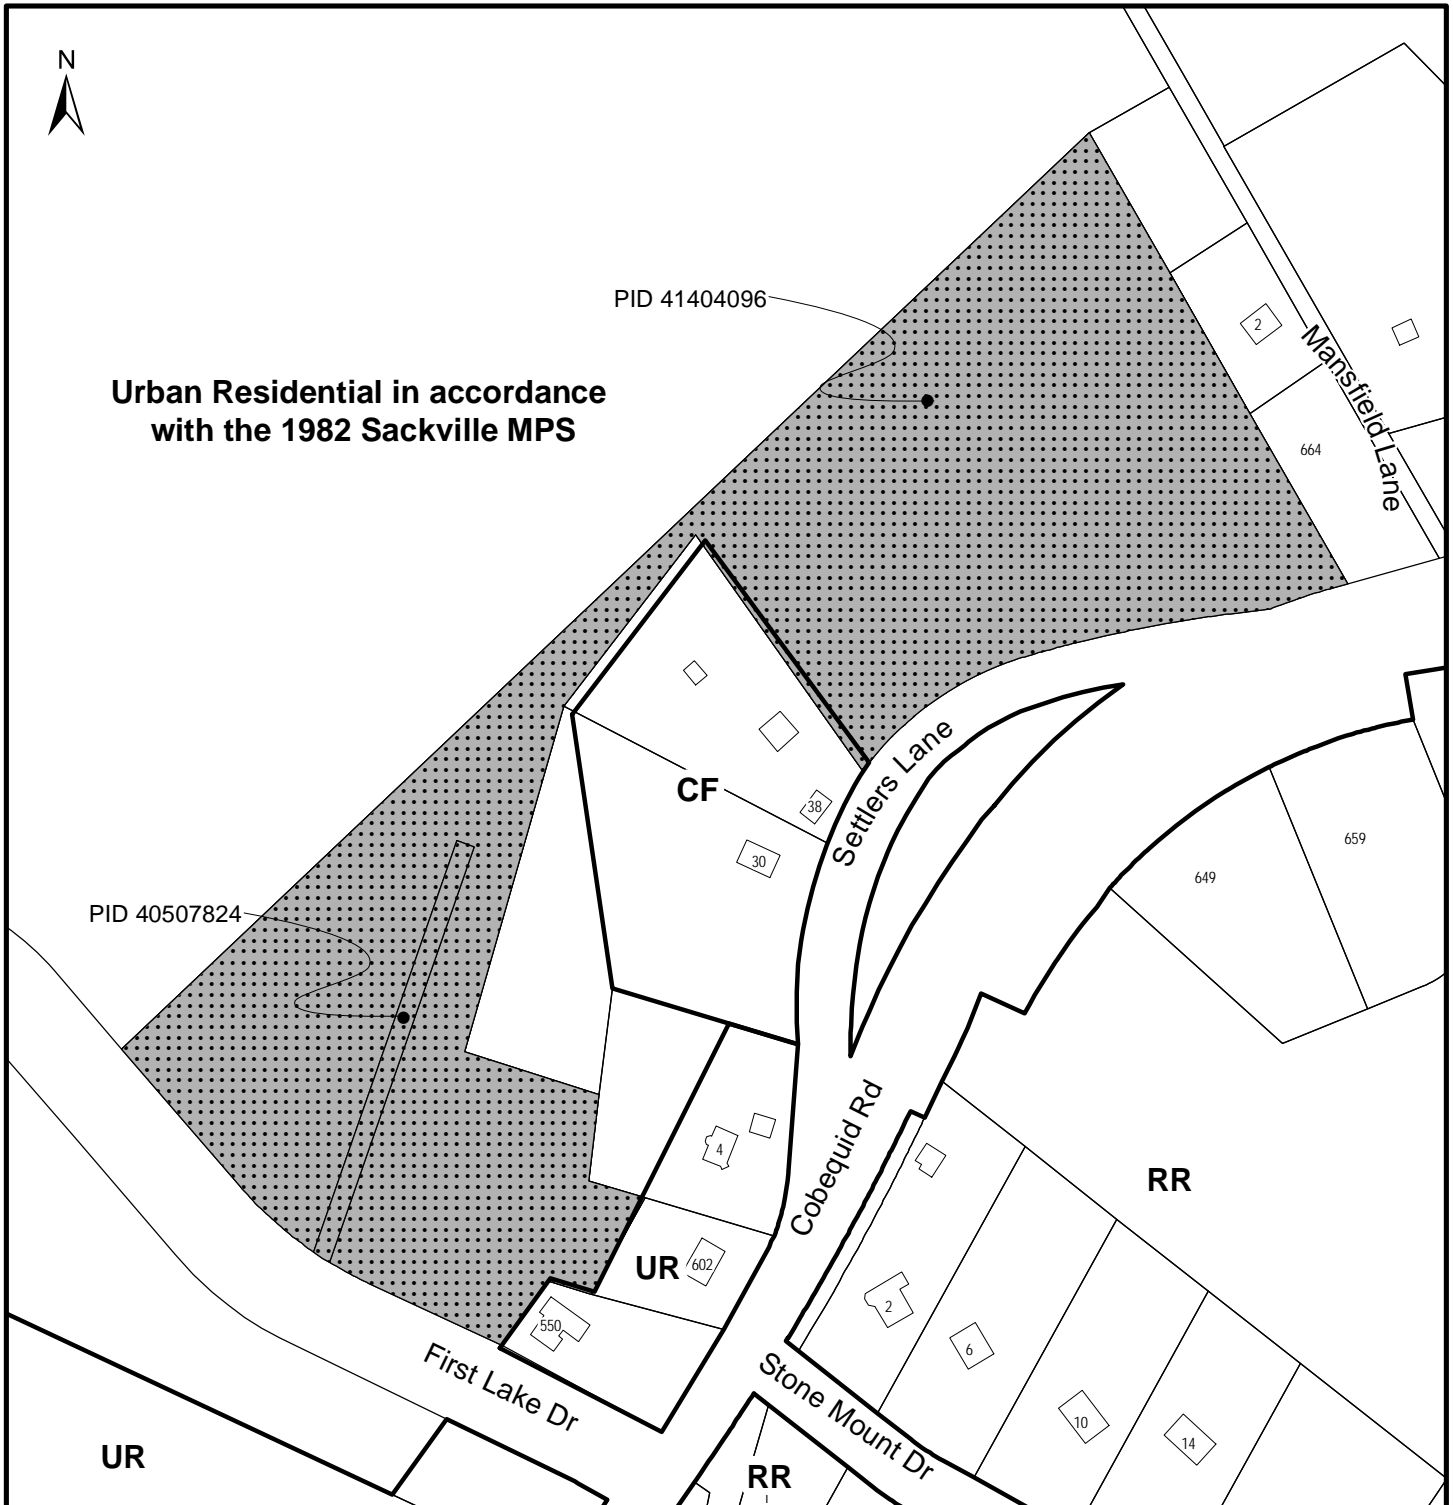 N
PID 41404096
Urban Residential in accordance
with the 1982 Sackville MPS
2
Mansfield Lane
664
CF
38
Settlers Lane
30
659
649
PID 40507824
4
Cobequid Rd
RR
UR
602
2
550
6
First Lake Dr
Stone Mount Dr
10
14
UR
RR